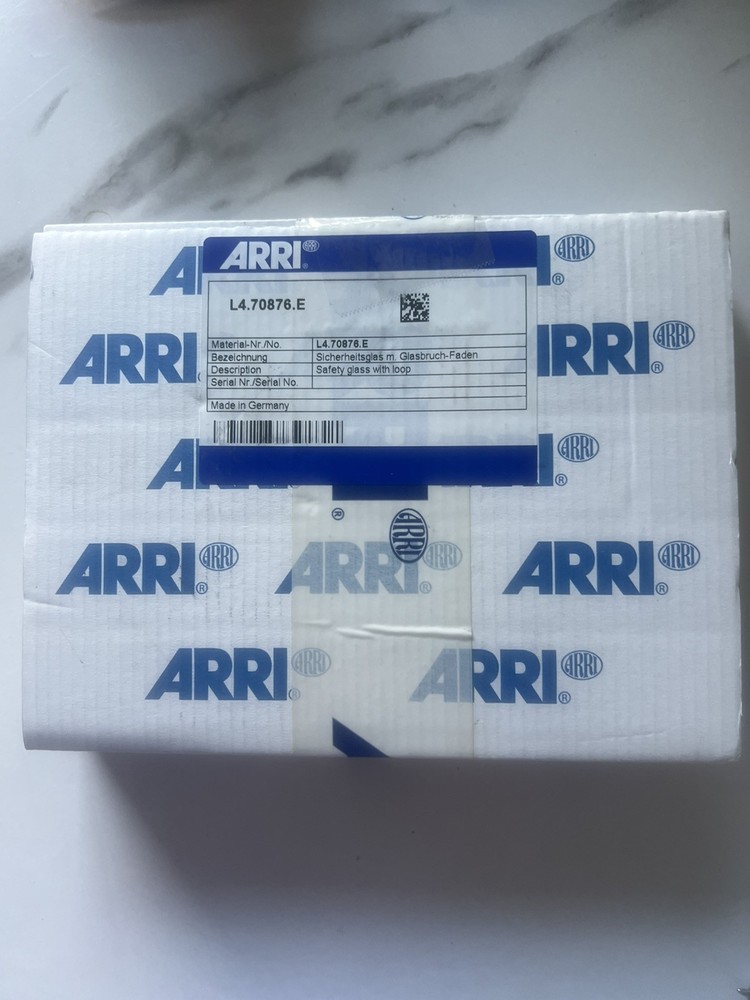 ARRI ARRI®
L4.70876.E
Material-Nr./No. L4.70876.E
Bezeichnung Sicherheitsglas m. Glasbruch-Faden
Description Safety glass with loop
Serial Nr./Serial No.
Made in Germany
A ® ARRI
ARRI RRI® ARRI
A ® ARRI
® ARRI
ARRI® ARRI ARRI® ARRI ARRI® ARRI
ARRI® ARRI ARRI® ARRI